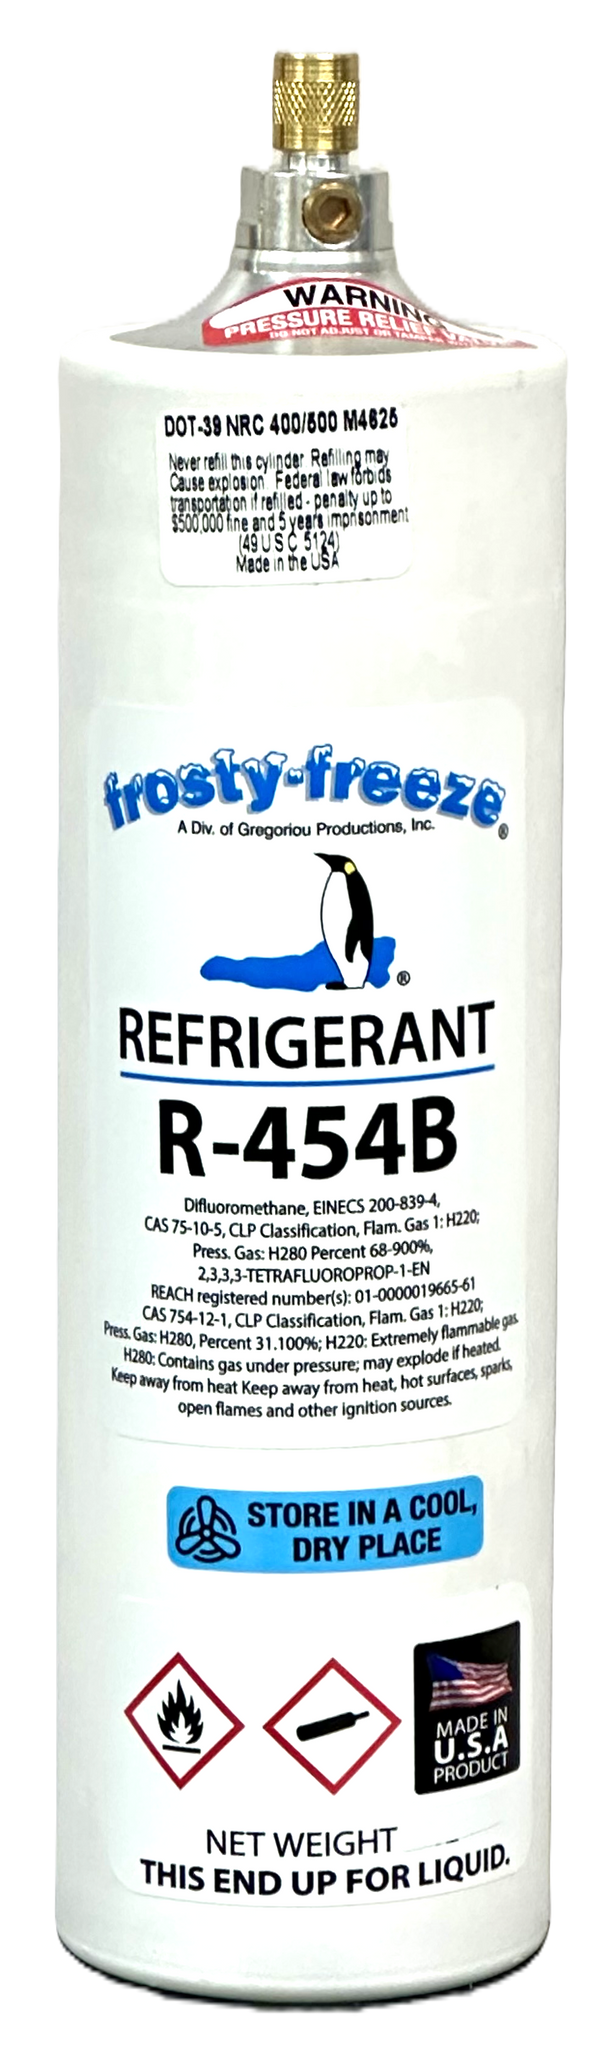 WARNING
PRESSURE RELIEF VALVE
DO NOT ADJUST OR TAMPER
DOT-39 NRC 400/500 M4625
Never refill this cylinder. Refilling may
Cause explosion. Federal law forbids
transportation if refilled - penalty up to
$500,000 fine and 5 years imprisonment
(49 U S C 5124)
Made in the USA
frosty-freeze®
A Div. of Gregoriou Productions, Inc.
®
REFRIGERANT
R-454B
Difluoromethane, EINECS 200-839-4,
CAS 75-10-5, CLP Classification, Flam. Gas 1: H220;
Press. Gas: H280 Percent 68-900%,
2,3,3,3-TETRAFLUOROPROP-1-EN
REACH registered number(s): 01-0000019665-61
CAS 754-12-1, CLP Classification, Flam. Gas 1: H220;
Press. Gas: H280, Percent 31.100%; H220: Extremely flammable gas.
H280: Contains gas under pressure; may explode if heated.
Keep away from heat Keep away from heat, hot surfaces, sparks,
open flames and other ignition sources.
STORE IN A COOL,
DRY PLACE
MADE IN
U.S.A
PRODUCT
NET WEIGHT
THIS END UP FOR LIQUID.